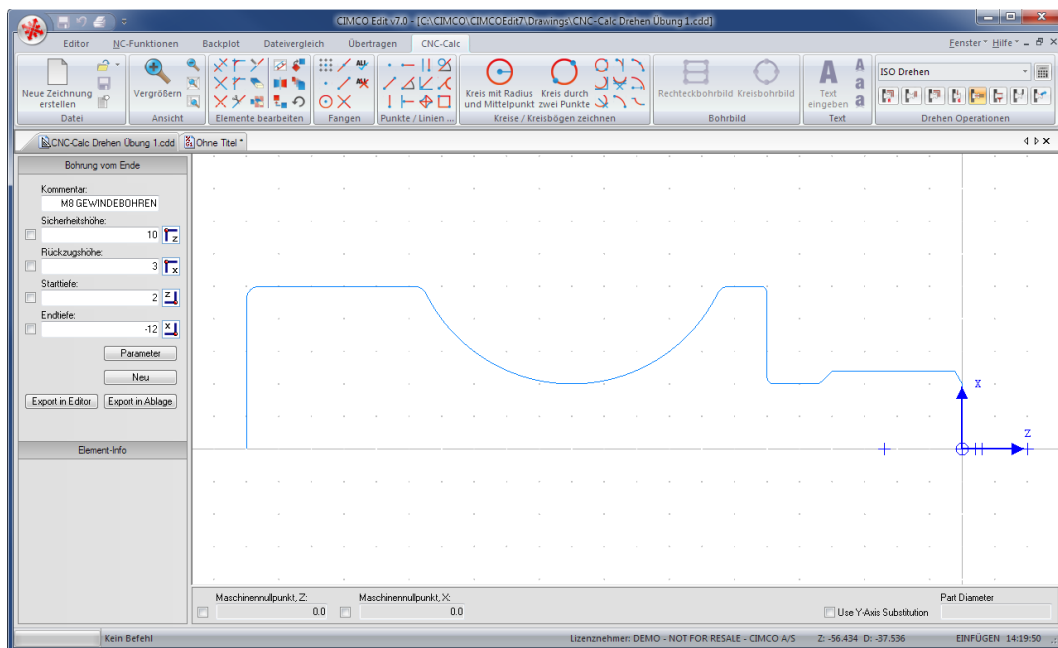 CIMCO Edit v7.0 - [C:\CIMCO\CIMCOEdit7\Drawings\CNC-Calc Drehen Übung 1.cdd]
Editor NC-Funktionen Backplot Dateivergleich Übertragen CNC-Calc Fenster Hilfe
Neue Zeichnung erstellen
Vergrößern
Kreis mit Radius und Mittelpunkt
Kreis durch zwei Punkte
Rechteckbohrbild Kreisbohrbild
Text eingeben
A
a
a
ISO Drehen
Datei Ansicht Elemente bearbeiten Fangen Punkte / Linien ... Kreise / Kreisbögen zeichnen Bohrbild Text Drehen Operationen
CNC-Calc Drehen Übung 1.cdd Ohne Titel *
Bohrung vom Ende
Kommentar:
M8 GEWINDEBOHREN
Sicherheitshöhe:
10 Z
Rückzugshöhe:
3 X
Starttiefe:
2 Z
Endtiefe:
-12 X
Parameter
Neu
Export in Editor Export in Ablage
Element-Info
X
Z
Maschinennullpunkt, Z: Maschinennullpunkt, X: Part Diameter
0.0 0.0 Use Y-Axis Substitution
Kein Befehl Lizenznehmer: DEMO - NOT FOR RESALE - CIMCO A/S Z: -56.434 D: -37.536 EINFÜGEN 14:19:50